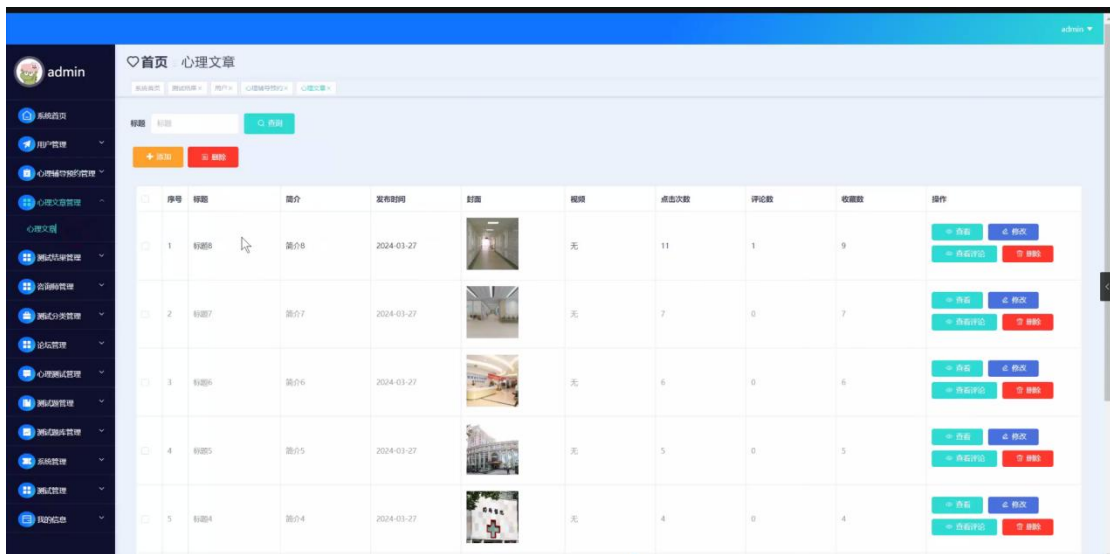 admin
admin
首页 心理文章
系统首页 用户× 心理文章×
标题 标题 查询
添加 删除
系统首页
用户管理
心理辅导预约管理
心理文章管理
心理文章
测试结果管理
咨询师管理
测试分类管理
论坛管理
心理测试管理
测试题管理
测试题库管理
系统管理
测试管理
我的信息
序号 标题 简介 发布时间 封面 视频 点击次数 评论数 收藏数 操作
1 标题8 简介8 2024-03-27 无 11 1 9 查看 修改
查看评论 删除
2 标题7 简介7 2024-03-27 无 7 0 7 查看 修改
查看评论 删除
3 标题6 简介6 2024-03-27 无 6 0 6 查看 修改
查看评论 删除
4 标题5 简介5 2024-03-27 无 5 0 5 查看 修改
查看评论 删除
5 标题4 简介4 2024-03-27 无 4 0 4 查看 修改
查看评论 删除